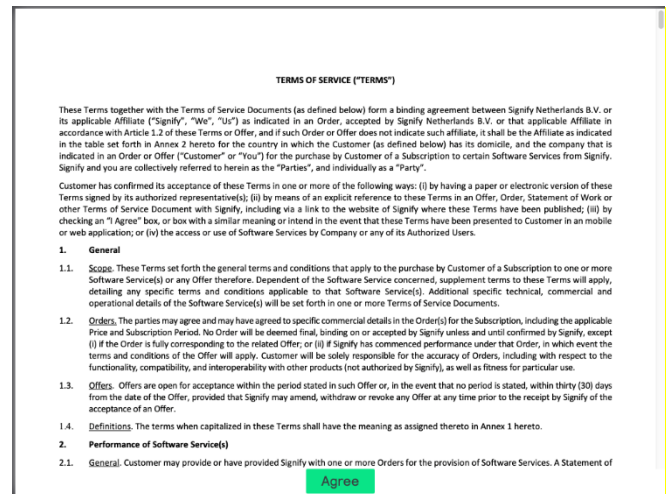 TERMS OF SERVICE ("TERMS")
These Terms together with the Terms of Service Documents (as defined below) form a binding agreement between Signify Netherlands B.V. or
its applicable Affiliate ("Signify", "We", "Us") as indicated in an Order, accepted by Signify Netherlands B.V. or that applicable Affiliate in
accordance with Article 1.2 of these Terms or Offer, and if such Order or Offer does not indicate such affiliate, it shall be the Affiliate as indicated
in the table set forth in Annex 2 hereto for the country in which the Customer (as defined below) has its domicile, and the company that is
indicated in an Order or Offer ("Customer" or "You") for the purchase by Customer of a Subscription to certain Software Services from Signify.
Signify and you are collectively referred to herein as the "Parties", and individually as a "Party".
Customer has confirmed its acceptance of these Terms in one or more of the following ways: (i) by having a paper or electronic version of these
Terms signed by its authorized representative(s); (ii) by means of an explicit reference to these Terms in an Offer, Order, Statement of Work or
other Terms of Service Document with Signify, including via a link to the website of Signify where these Terms have been published; (iii) by
checking an "I Agree" box, or box with a similar meaning or intend in the event that these Terms have been presented to Customer in an mobile
or web application; or (iv) the access or use of Software Services by Company or any of its Authorized Users.
1. General
1.1. Scope. These Terms set forth the general terms and conditions that apply to the purchase by Customer of a Subscription to one or more
Software Service(s) or any Offer therefore. Dependent of the Software Service concerned, supplement terms to these Terms will apply,
detailing any specific terms and conditions applicable to that Software Service(s). Additional specific technical, commercial and
operational details of the Software Service(s) will be set forth in one or more Terms of Service Documents.
1.2. Orders. The parties may agree and may have agreed to specific commercial details in the Order(s) for the Subscription, including the applicable
Price and Subscription Period. No Order will be deemed final, binding on or accepted by Signify unless and until confirmed by Signify, except
(i) if the Order is fully corresponding to the related Offer; or (ii) if Signify has commenced performance under that Order, in which event the
terms and conditions of the Offer will apply. Customer will be solely responsible for the accuracy of Orders, including with respect to the
functionality, compatibility, and interoperability with other products (not authorized by Signify), as well as fitness for particular use.
1.3. Offers. Offers are open for acceptance within the period stated in such Offer or, in the event that no period is stated, within thirty (30) days
from the date of the Offer, provided that Signify may amend, withdraw or revoke any Offer at any time prior to the receipt by Signify of the
acceptance of an Offer.
1.4. Definitions. The terms when capitalized in these Terms shall have the meaning as assigned thereto in Annex 1 hereto.
2. Performance of Software Service(s)
2.1. General. Customer may provide or have provided Signify with one or more Orders for the provision of Software Services. A Statement of
Agree